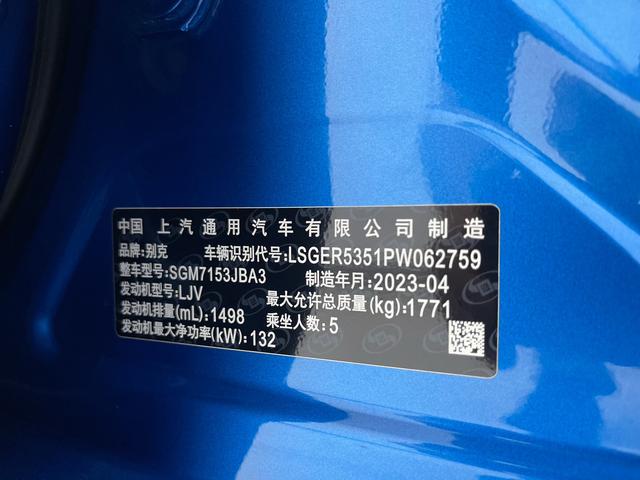 中国 上汽通用汽车有限公司制造
品牌:别克 车辆识别代号:LSGER5351PW062759
整车型号:SGM7153JBA3 制造年月:2023-04
发动机型号:LJV 最大允许总质量(kg):1771
发动机排量(mL):1498 乘坐人数:5
发动机最大净功率(kW):132